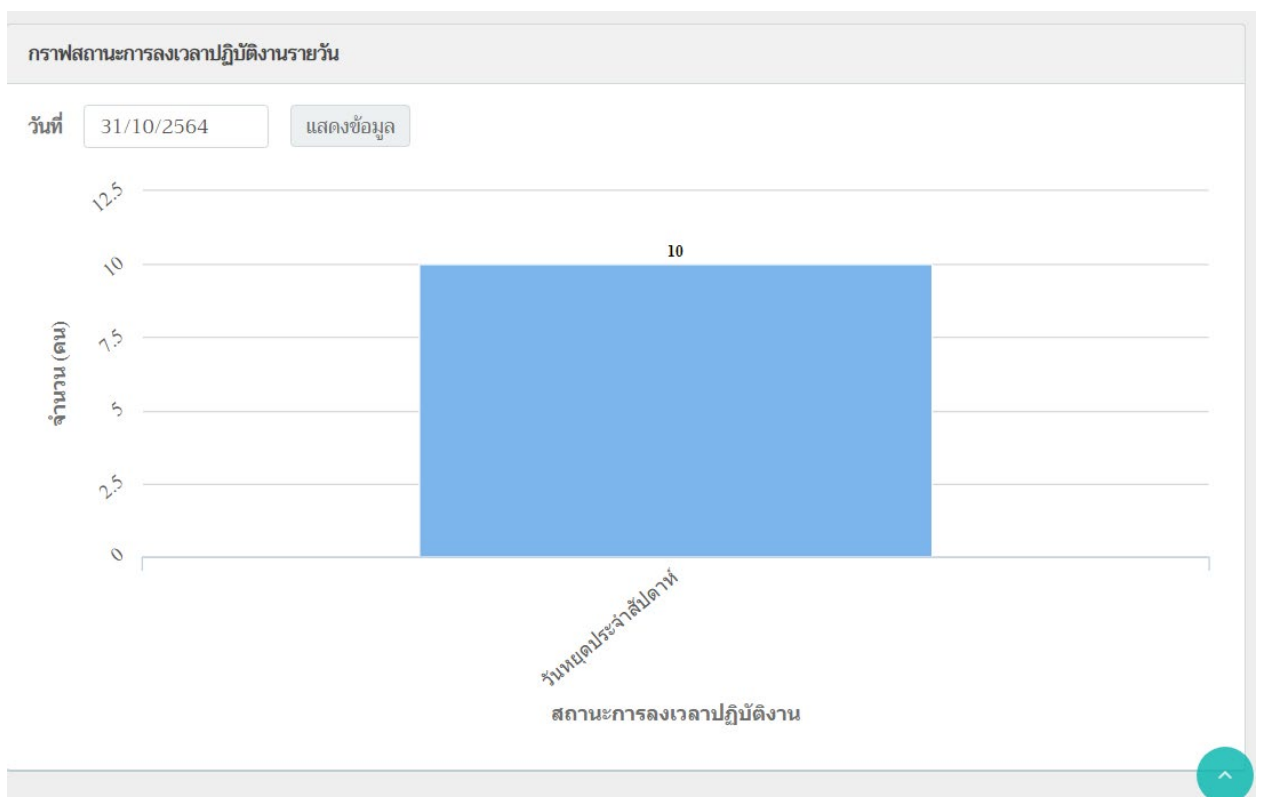 กราฟสถานะการลงเวลาปฏิบัติงานรายวัน
วันที่ 31/10/2564 แสดงข้อมูล
12.5
10
10
7.5
จำนวน (คน)
5
2.5
0
วันหยุดประจำสัปดาห์
สถานะการลงเวลาปฏิบัติงาน